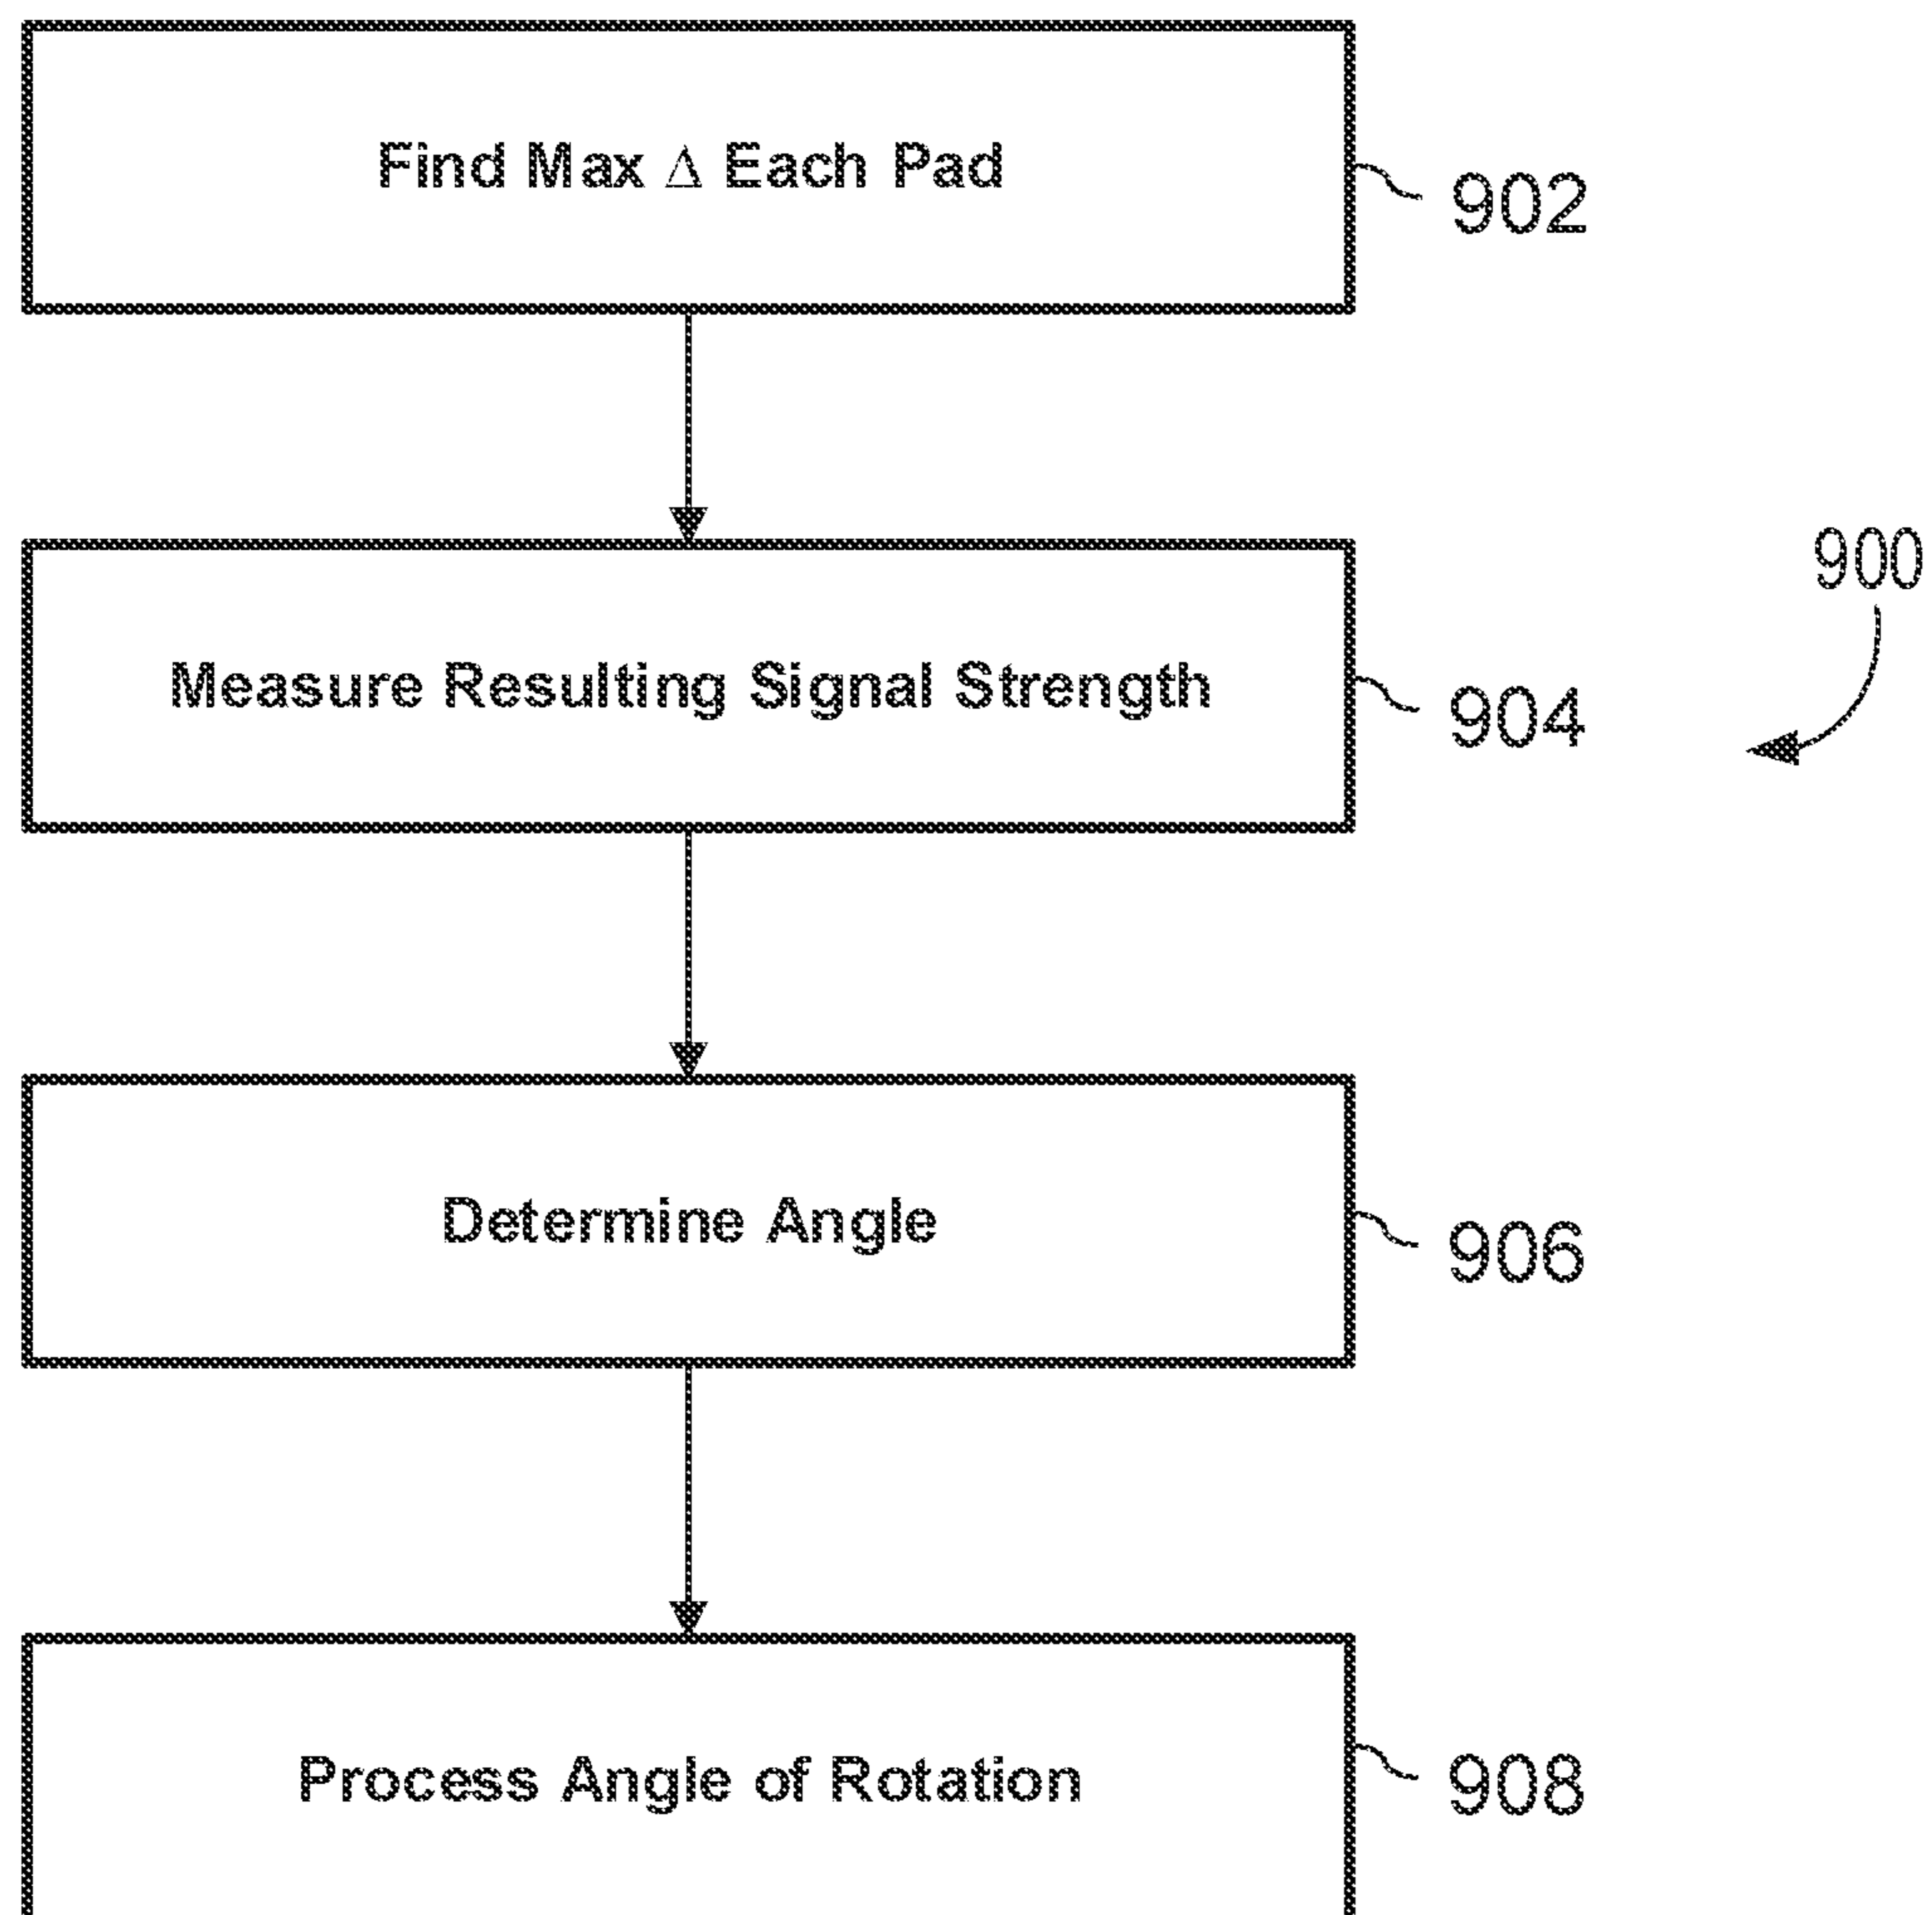 Find Max Δ Each Pad
902
900
Measure Resulting Signal Strength
904
Determine Angle
906
Process Angle of Rotation
908